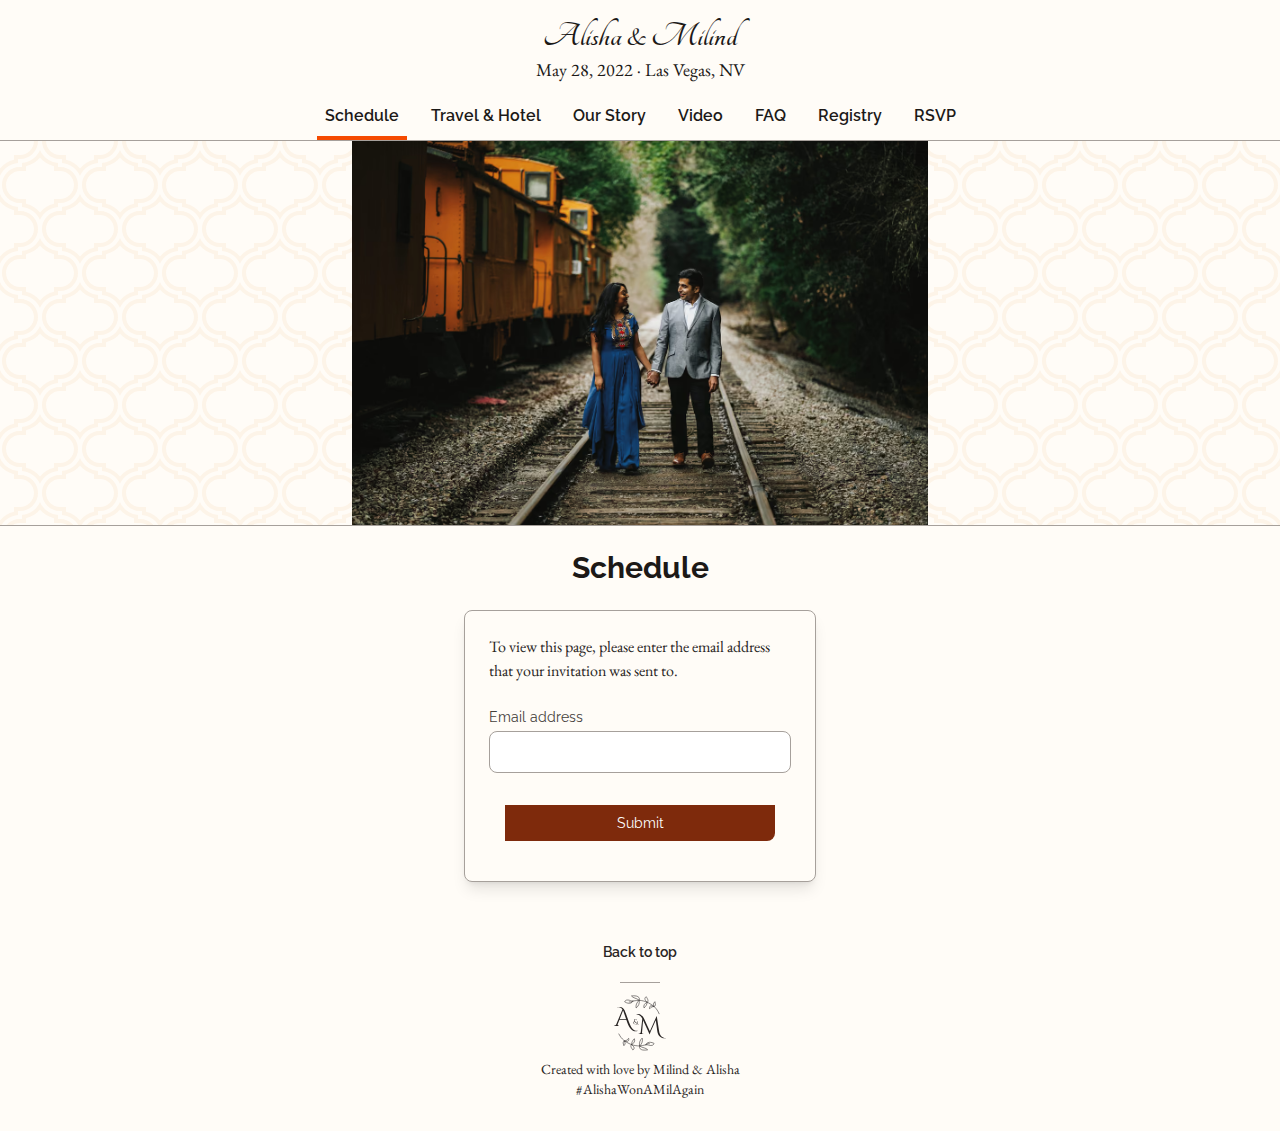 Alisha & Milind
May 28, 2022 · Las Vegas, NV
Schedule Travel & Hotel Our Story Video FAQ Registry RSVP
Schedule
To view this page, please enter the email address
that your invitation was sent to.
Email address
Submit
Back to top
A&M
Created with love by Milind & Alisha
#AlishaWonAMilAgain